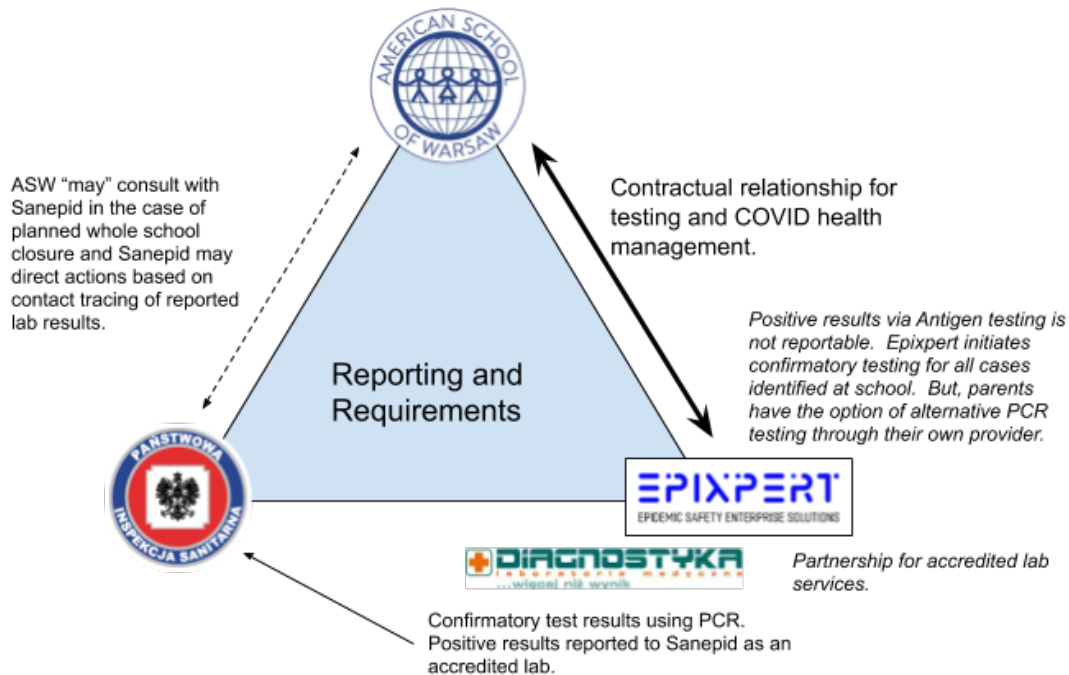 AMERICAN SCHOOL
OF WARSAW
ASW “may” consult with
Sanepid in the case of
planned whole school
closure and Sanepid may
direct actions based on
contact tracing of reported
lab results.
Contractual relationship for
testing and COVID health
management.
Positive results via Antigen testing is
not reportable.  Epixpert initiates
confirmatory testing for all cases
identified at school.  But, parents
have the option of alternative PCR
testing through their own provider.
Reporting and
Requirements
PAŃSTWOWA
INSPEKCJA SANITARNA
EPIXPERT
EPIDEMIC SAFETY ENTERPRISE SOLUTIONS
DIAGNOSTYKA
laboratoria medyczne
...więcej niż wynik
Partnership for accredited lab
services.
Confirmatory test results using PCR.
Positive results reported to Sanepid as an
accredited lab.